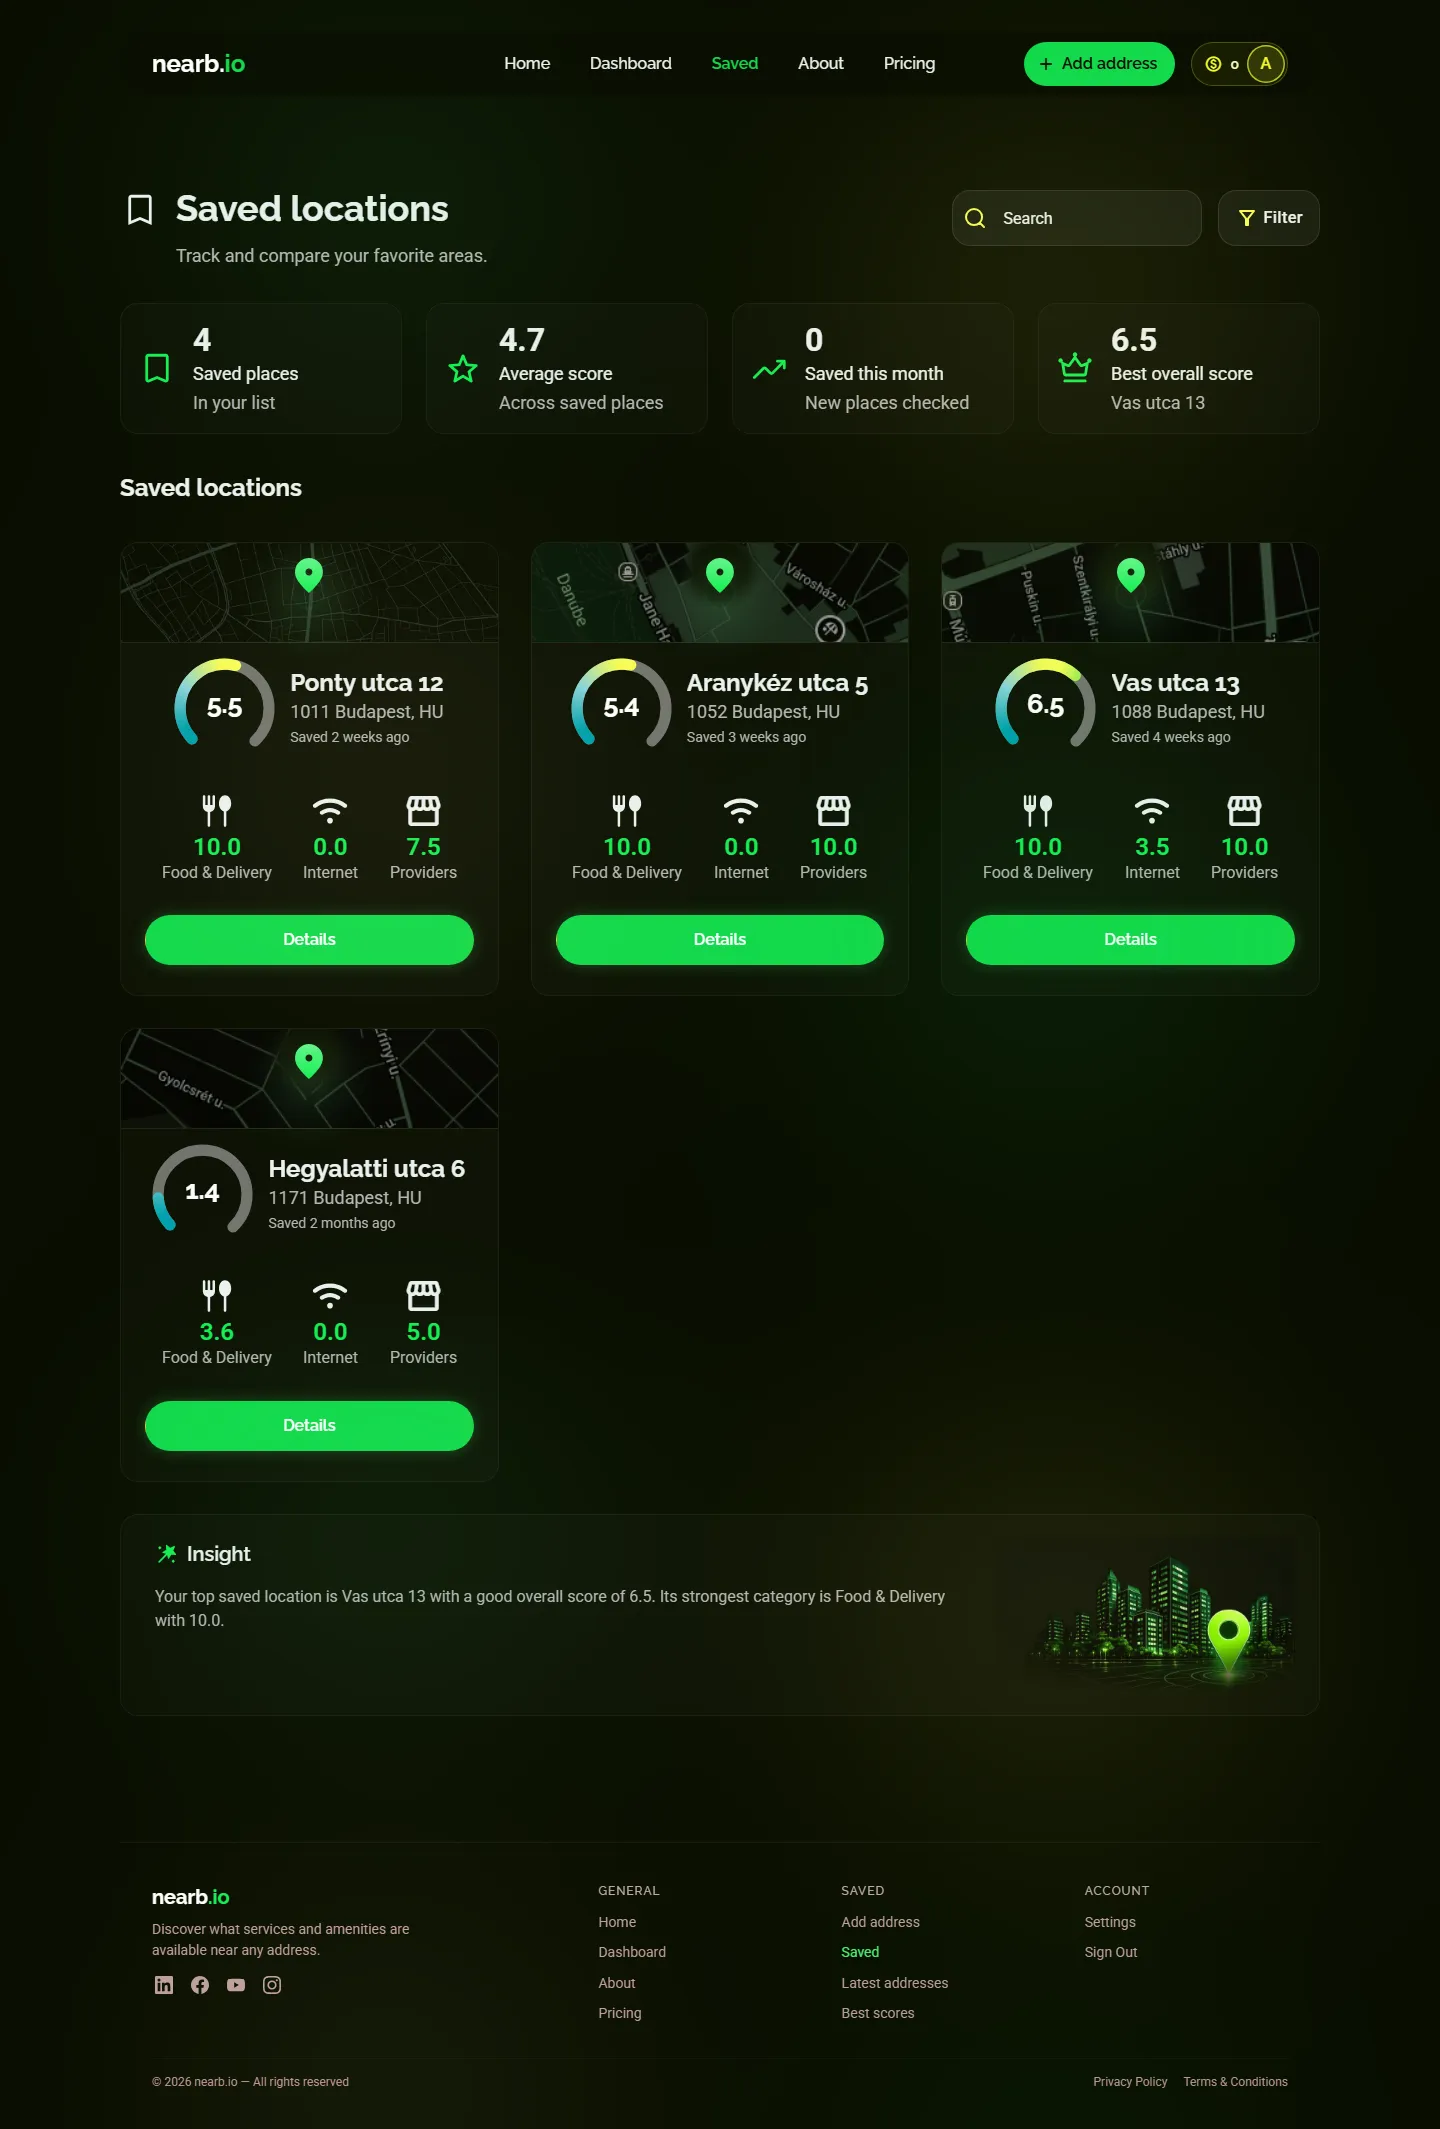 nearb.io
Home
Dashboard
Saved
About
Pricing
+ Add address
0
A
Saved locations
Track and compare your favorite areas.
Search
Filter
4
Saved places
In your list
4.7
Average score
Across saved places
0
Saved this month
New places checked
6.5
Best overall score
Vas utca 13
Saved locations
5.5
Ponty utca 12
1011 Budapest, HU
Saved 2 weeks ago
10.0
Food & Delivery
0.0
Internet
7.5
Providers
Details
Danube
Jane Ha
Városház u.
5.4
Aranykéz utca 5
1052 Budapest, HU
Saved 3 weeks ago
10.0
Food & Delivery
0.0
Internet
10.0
Providers
Details
Mú
Puskin u.
Szentkirályi u.
táhly u.
6.5
Vas utca 13
1088 Budapest, HU
Saved 4 weeks ago
10.0
Food & Delivery
3.5
Internet
10.0
Providers
Details
Gyolcsrét u.
rínyi u.
u.
1.4
Hegyalatti utca 6
1171 Budapest, HU
Saved 2 months ago
3.6
Food & Delivery
0.0
Internet
5.0
Providers
Details
Insight
Your top saved location is Vas utca 13 with a good overall score of 6.5. Its strongest category is Food & Delivery
with 10.0.
nearb.io
Discover what services and amenities are
available near any address.
GENERAL
Home
Dashboard
About
Pricing
SAVED
Add address
Saved
Latest addresses
Best scores
ACCOUNT
Settings
Sign Out
© 2026 nearb.io — All rights reserved
Privacy Policy
Terms & Conditions